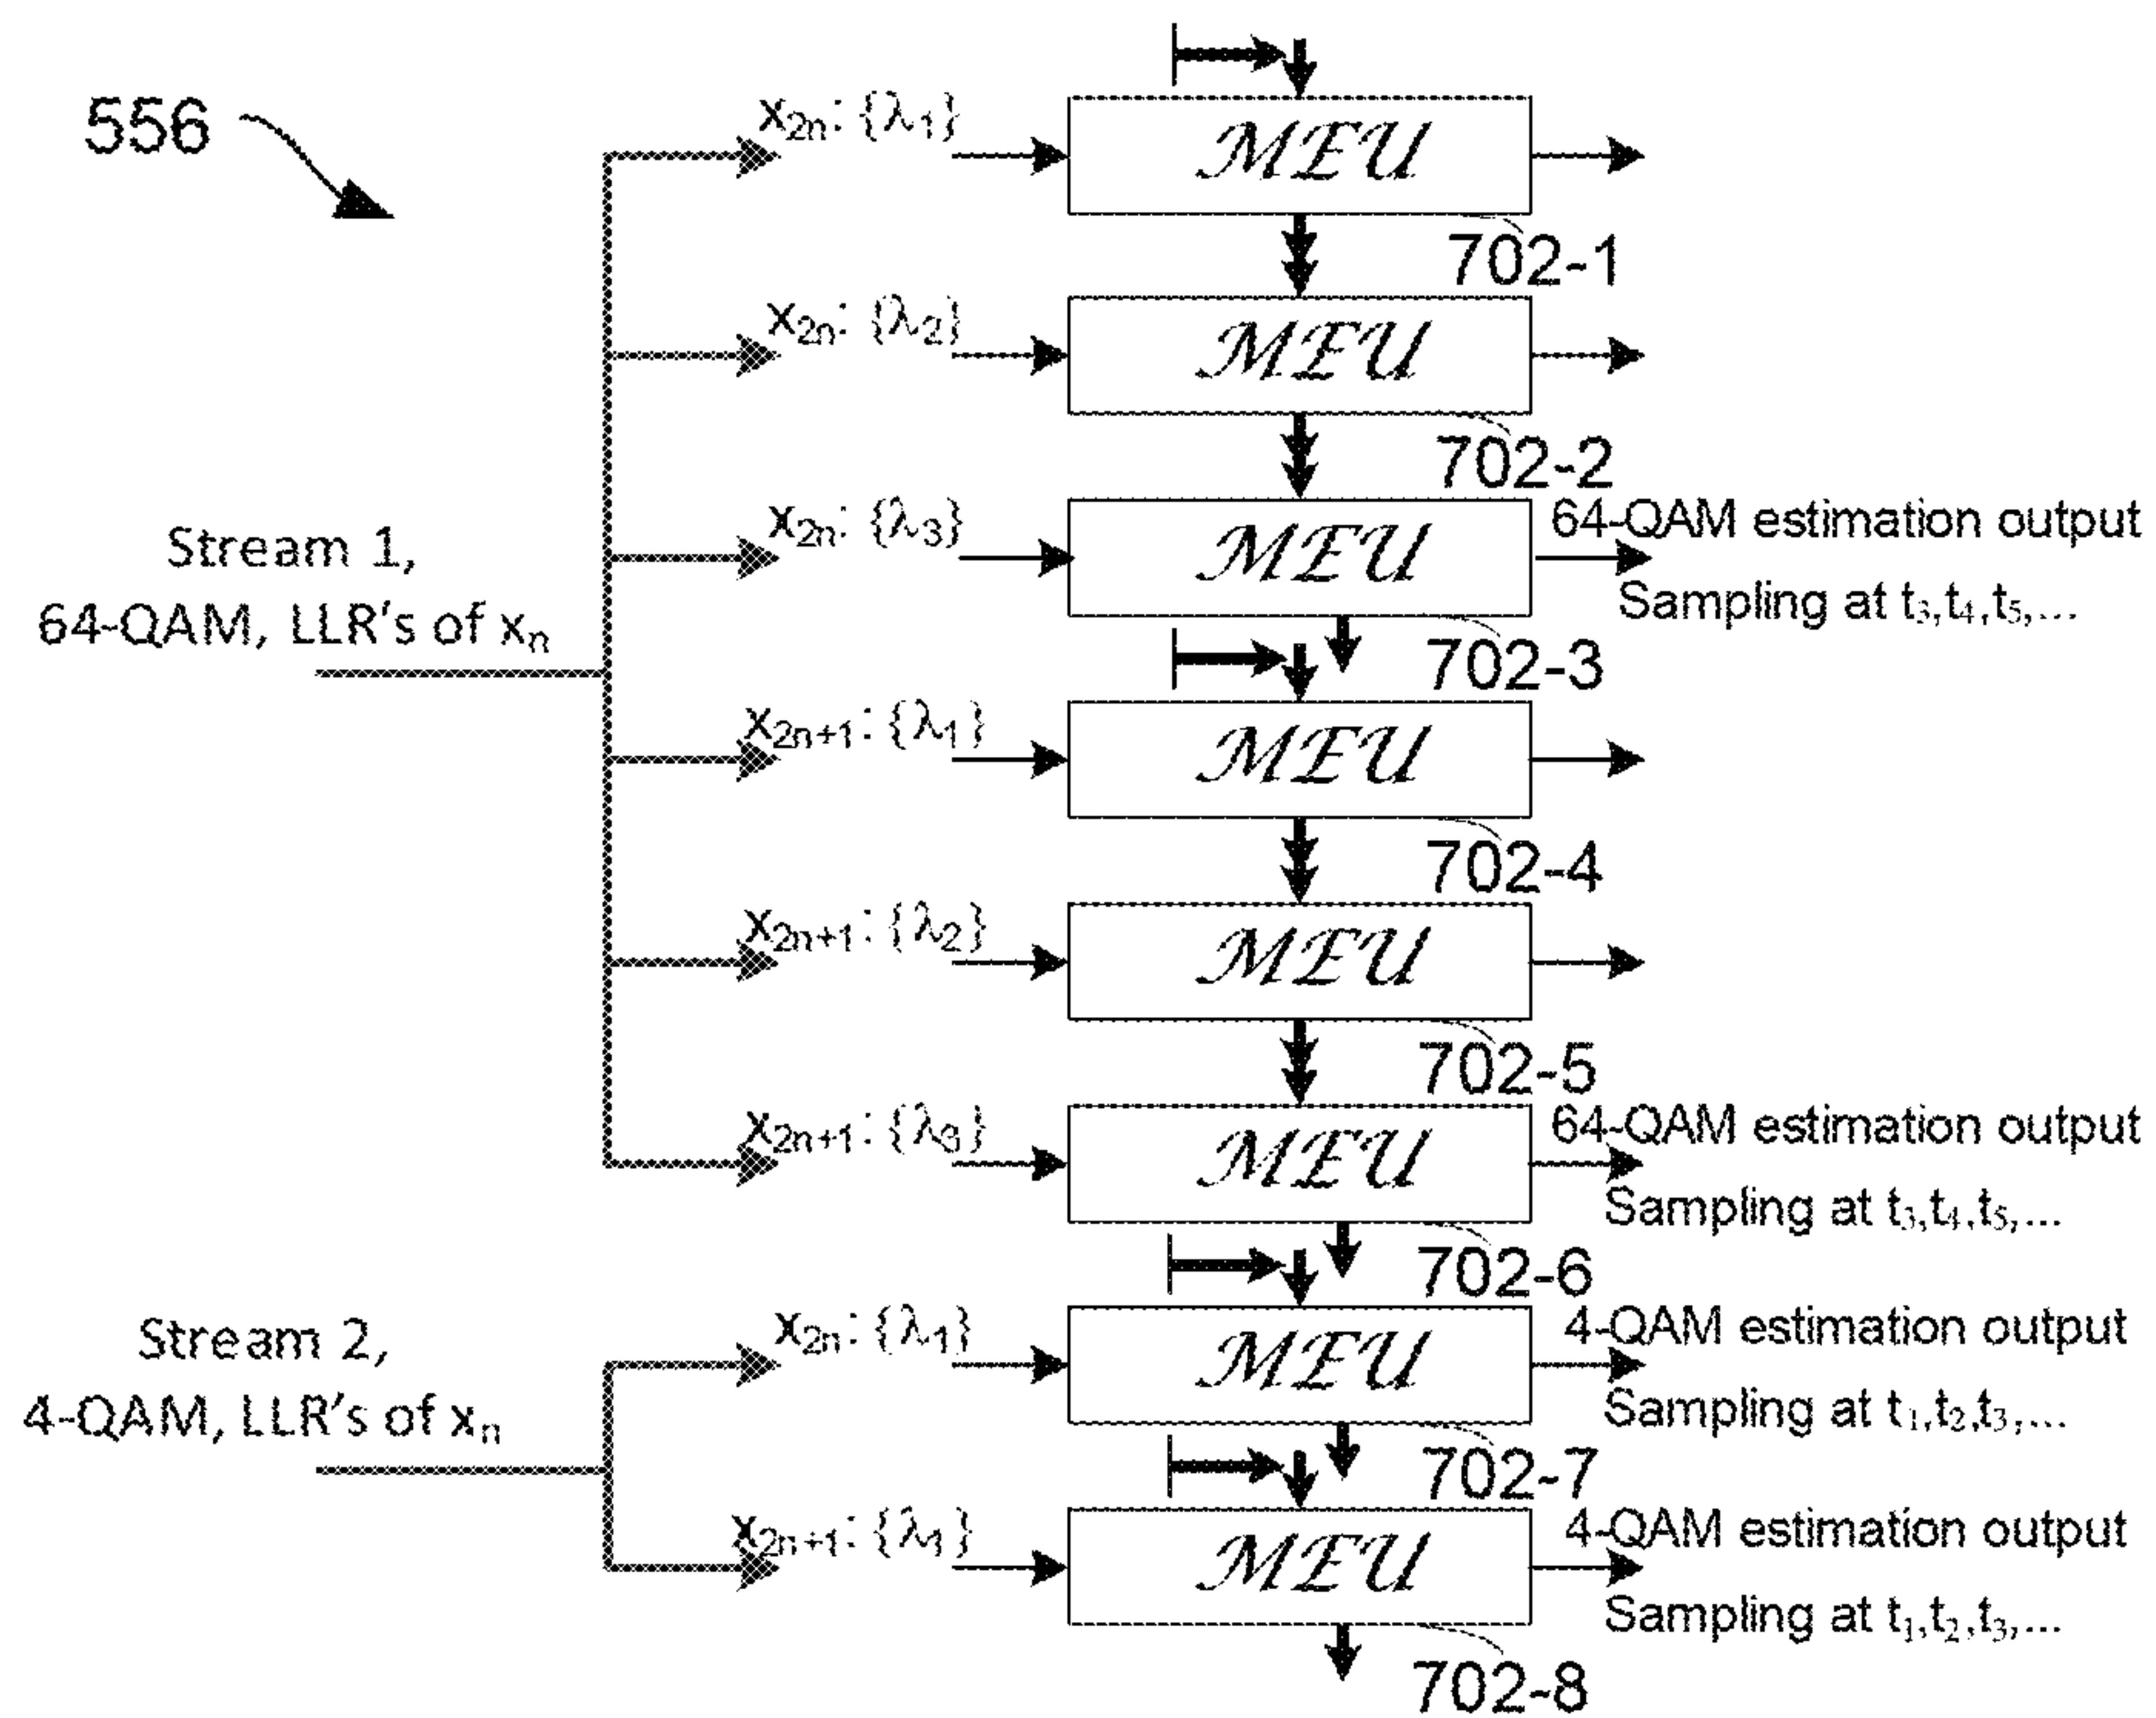 556
x₂ₙ: {λ₁}
MEU
702-1
x₂ₙ: {λ₂}
MEU
702-2
Stream 1,
64-QAM, LLR's of xₙ
x₂ₙ: {λ₃}
MEU
64-QAM estimation output
Sampling at t₃,t₄,t₅,...
702-3
x₂ₙ₊₁: {λ₁}
MEU
702-4
x₂ₙ₊₁: {λ₂}
MEU
702-5
x₂ₙ₊₁: {λ₃}
MEU
64-QAM estimation output
Sampling at t₃,t₄,t₅,...
702-6
Stream 2,
4-QAM, LLR's of xₙ
x₂ₙ: {λ₁}
MEU
4-QAM estimation output
Sampling at t₁,t₂,t₃,...
702-7
x₂ₙ₊₁: {λ₁}
MEU
4-QAM estimation output
Sampling at t₁,t₂,t₃,...
702-8